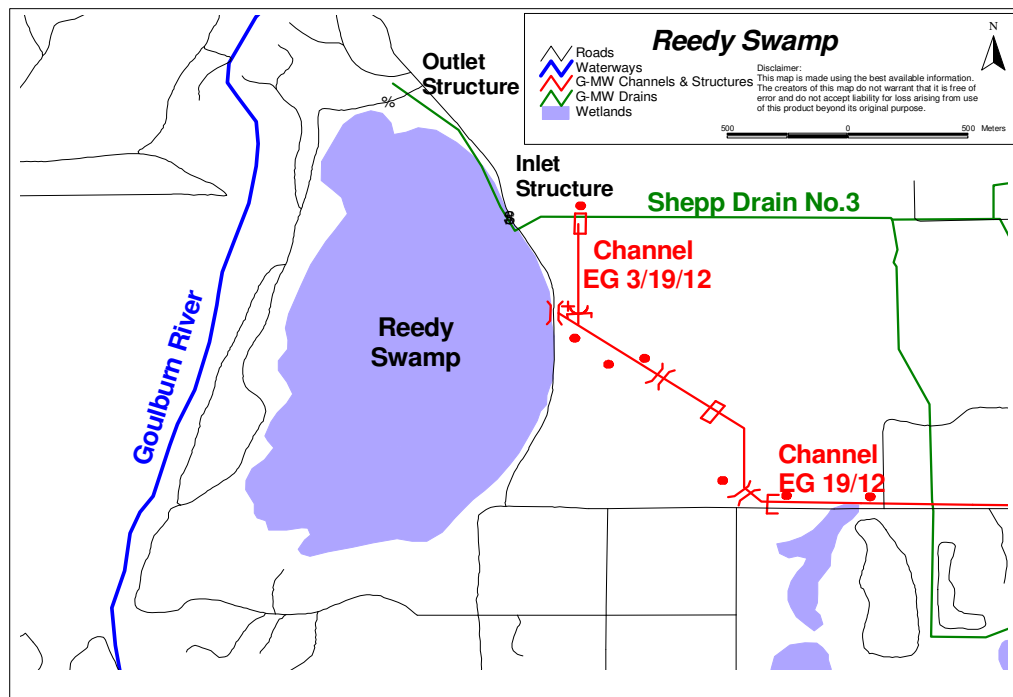 Reedy Swamp
N
Roads
Waterways
G-MW Channels & Structures
G-MW Drains
Wetlands
Disclaimer:
This map is made using the best available information.
The creators of this map do not warrant that it is free of
error and do not accept liability for loss arising from use
of this product beyond its original purpose.
500 0 500 Meters
Outlet
Structure
%
Inlet
Structure
$
Shepp Drain No.3
Channel
EG 3/19/12
Reedy
Swamp
Goulburn River
Channel
EG 19/12